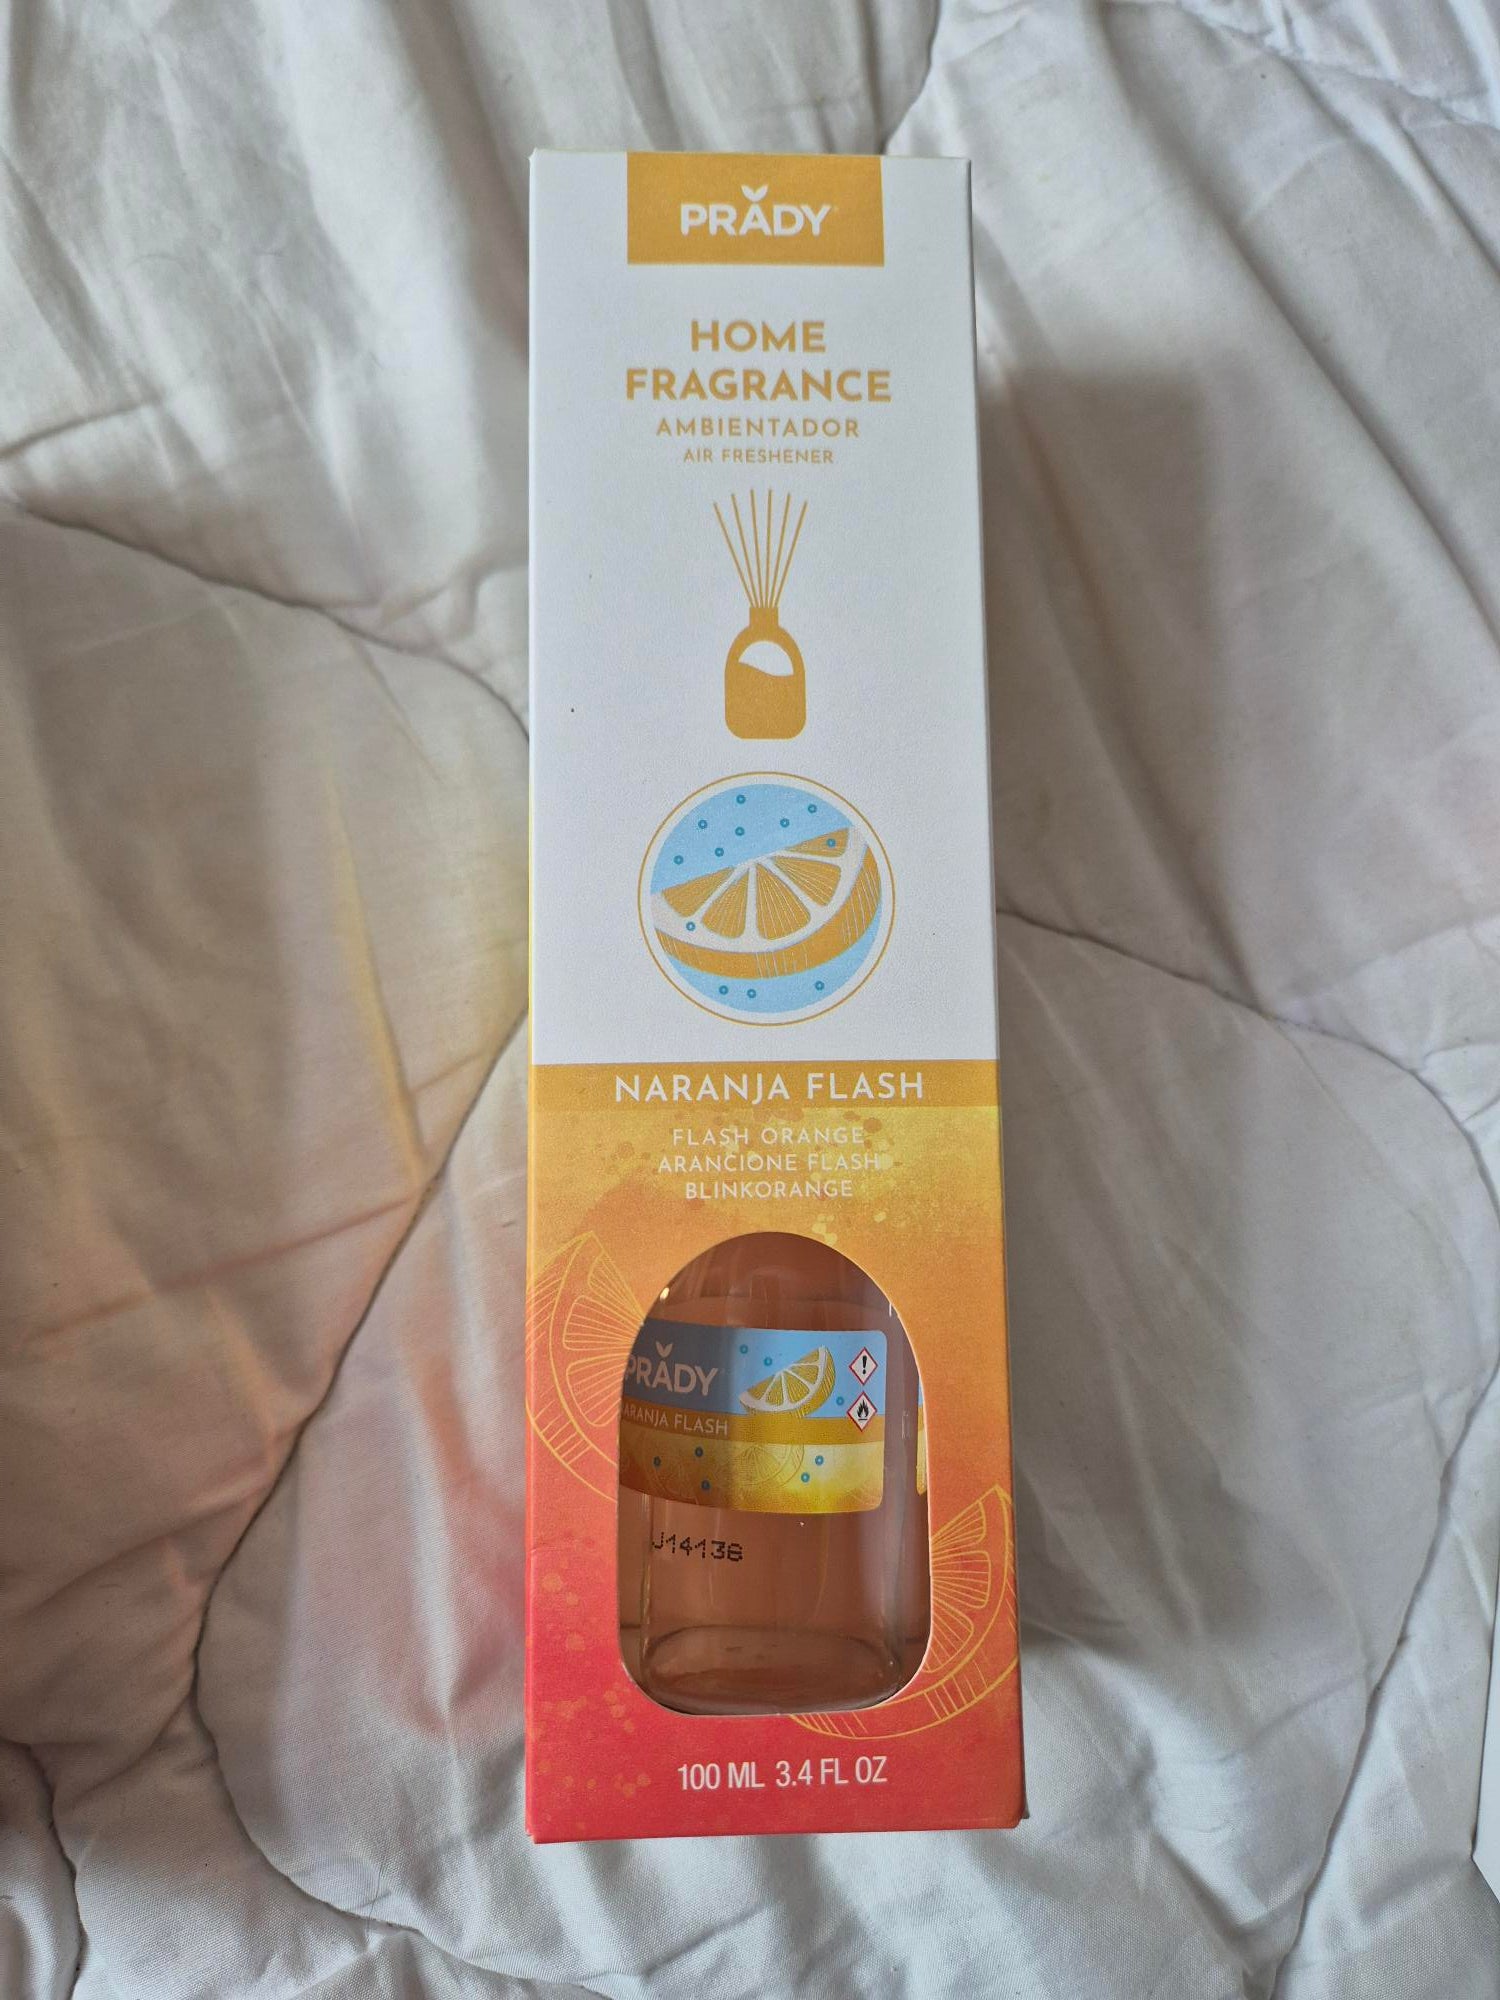 PRADY
HOME
FRAGRANCE
AMBIENTADOR
AIR FRESHENER
NARANJA FLASH
FLASH ORANGE
ARANCIONE FLASH
BLINKORANGE
PRADY
NARANJA FLASH
J14136
100 ML 3.4 FL OZ